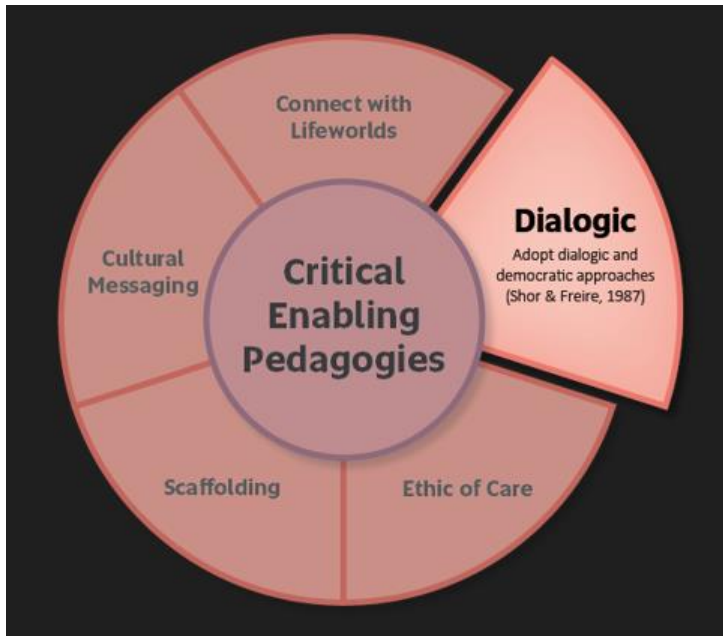 Connect with
Lifeworlds
Dialogic
Adopt dialogic and
democratic approaches
(Shor & Freire, 1987)
Cultural
Messaging
Critical
Enabling
Pedagogies
Scaffolding
Ethic of Care